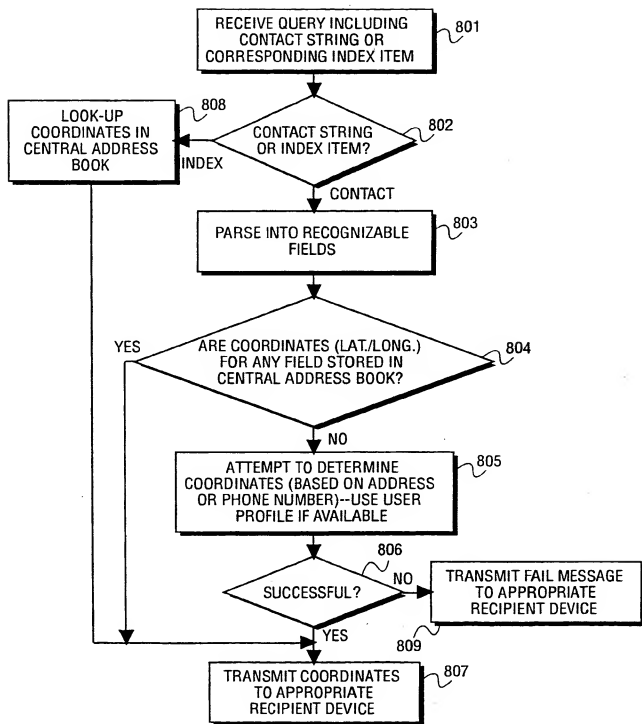 RECEIVE QUERY INCLUDING
CONTACT STRING OR
CORRESPONDING INDEX ITEM
801
808
LOOK-UP
COORDINATES IN
CENTRAL ADDRESS
BOOK
CONTACT STRING
OR INDEX ITEM?
802
INDEX
CONTACT
PARSE INTO RECOGNIZABLE
FIELDS
803
YES
ARE COORDINATES (LAT./LONG.)
FOR ANY FIELD STORED IN
CENTRAL ADDRESS BOOK?
804
NO
ATTEMPT TO DETERMINE
COORDINATES (BASED ON ADDRESS
OR PHONE NUMBER)--USE USER
PROFILE IF AVAILABLE
805
806
SUCCESSFUL?
NO
TRANSMIT FAIL MESSAGE
TO APPROPRIATE
RECIPIENT DEVICE
809
YES
TRANSMIT COORDINATES
TO APPROPRIATE
RECIPIENT DEVICE
807